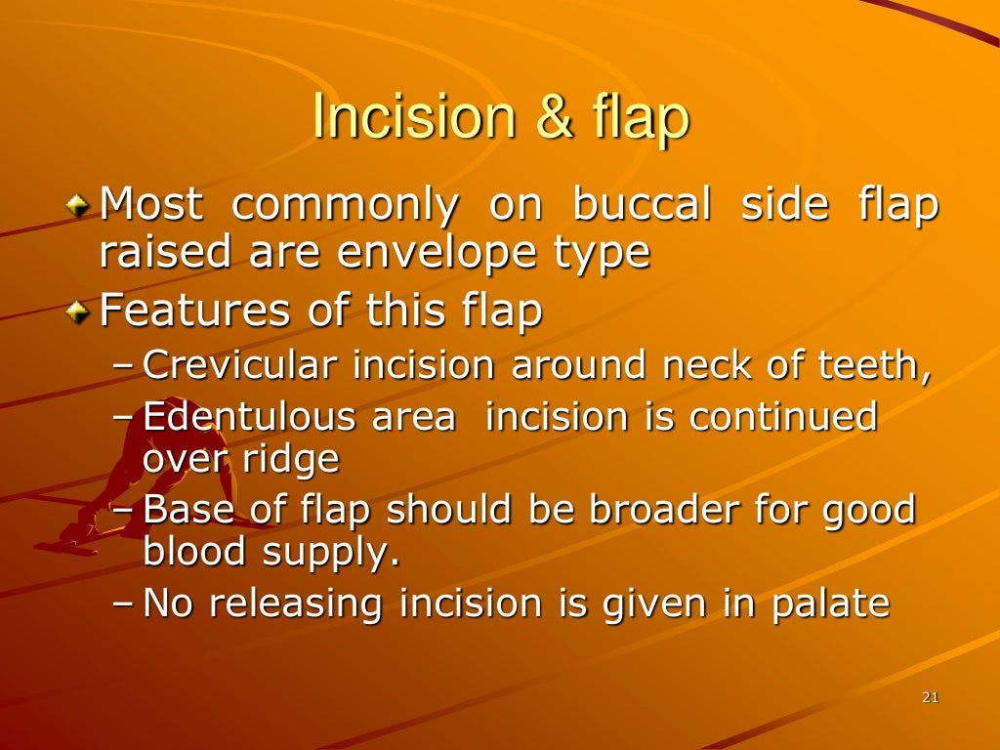 Incision & flap
Most commonly on buccal side flap
raised are envelope type
Features of this flap
– Crevicular incision around neck of teeth,
– Edentulous area  incision is continued
over ridge
– Base of flap should be broader for good
blood supply.
– No releasing incision is given in palate
21